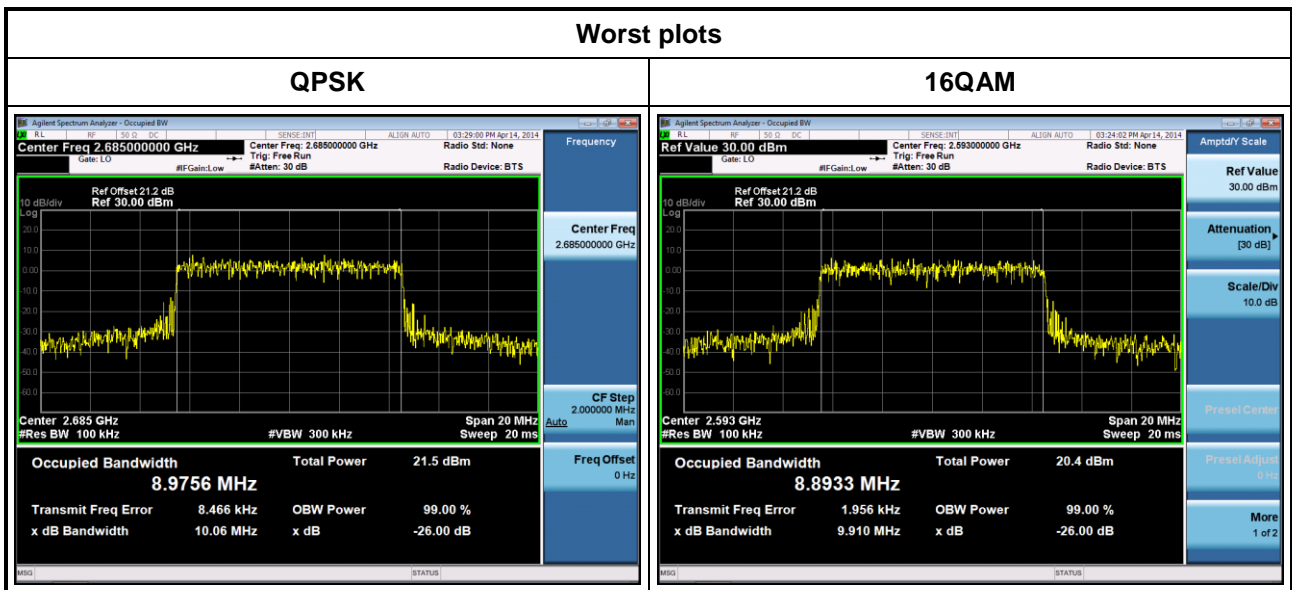 Worst plots
QPSK
16QAM
Agilent Spectrum Analyzer - Occupied BW
RL RF 50 Ω DC SENSE:INT ALIGN AUTO 03:29:00 PM Apr 14, 2014
Center Freq 2.685000000 GHz
Center Freq: 2.685000000 GHz
Radio Std: None
Gate: LO
Trig: Free Run
#IFGain:Low
#Atten: 30 dB
Radio Device: BTS
Ref Offset 21.2 dB
10 dB/div
Ref 30.00 dBm
Log
20.0
10.0
0.00
-10.0
-20.0
-30.0
-40.0
-50.0
-60.0
Center 2.685 GHz
Span 20 MHz
#Res BW 100 kHz
#VBW 300 kHz
Sweep 20 ms
Occupied Bandwidth
Total Power 21.5 dBm
8.9756 MHz
Transmit Freq Error 8.466 kHz OBW Power 99.00 %
x dB Bandwidth 10.06 MHz x dB -26.00 dB
MSG
STATUS
Frequency
Center Freq
2.685000000 GHz
CF Step
2.000000 MHz
Auto Man
Freq Offset
0 Hz
Agilent Spectrum Analyzer - Occupied BW
RL RF 50 Ω DC SENSE:INT ALIGN AUTO 03:24:02 PM Apr 14, 2014
Ref Value 30.00 dBm
Center Freq: 2.593000000 GHz
Radio Std: None
Gate: LO
Trig: Free Run
#IFGain:Low
#Atten: 30 dB
Radio Device: BTS
Ref Offset 21.2 dB
10 dB/div
Ref 30.00 dBm
Log
20.0
10.0
0.00
-10.0
-20.0
-30.0
-40.0
-50.0
-60.0
Center 2.593 GHz
Span 20 MHz
#Res BW 100 kHz
#VBW 300 kHz
Sweep 20 ms
Occupied Bandwidth
Total Power 20.4 dBm
8.8933 MHz
Transmit Freq Error 1.956 kHz OBW Power 99.00 %
x dB Bandwidth 9.910 MHz x dB -26.00 dB
MSG
STATUS
Amptd/Y Scale
Ref Value
30.00 dBm
Attenuation
[30 dB]
Scale/Div
10.0 dB
Presel Center
Presel Adjust
0 Hz
More
1 of 2